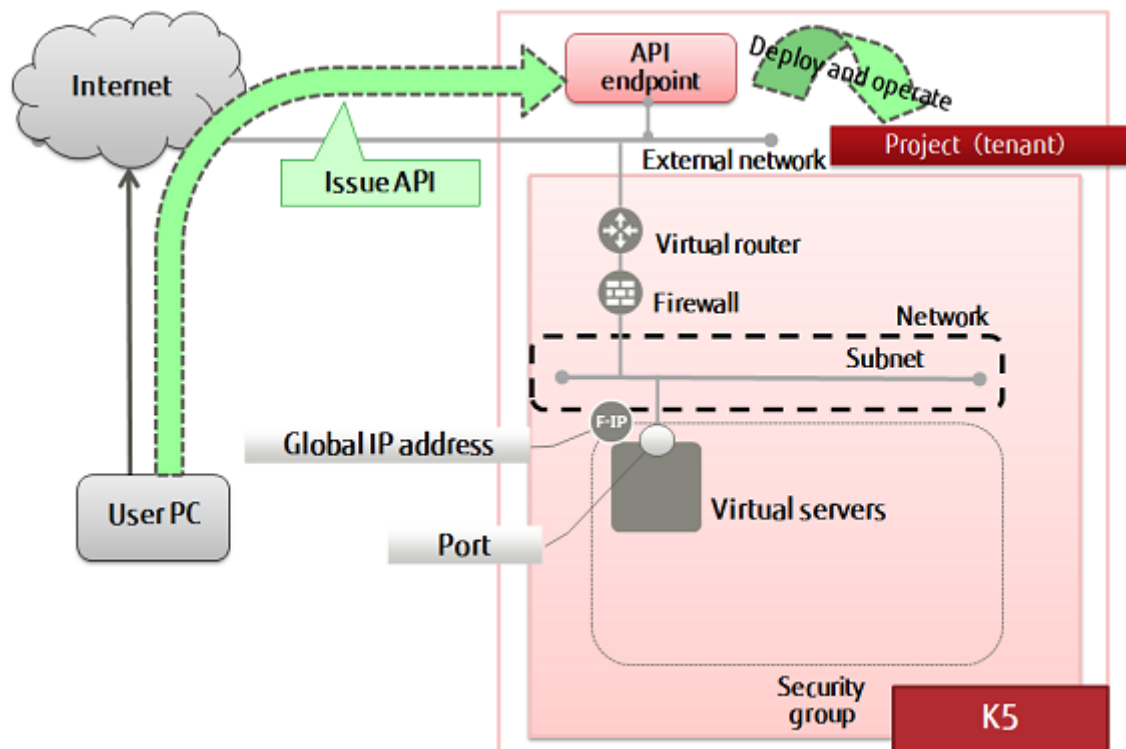 Internet
API
endpoint
Deploy and operate
Project (tenant)
External network
Issue API
Virtual router
Firewall
Network
Subnet
F-IP
Global IP address
User PC
Virtual servers
Port
Security
group
K5